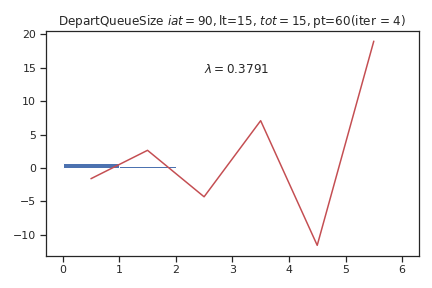 DepartQueueSize iat = 90, lt=15, tot = 15, pt=60(iter = 4)
λ = 0.3791
20
15
10
5
0
−5
−10
0 1 2 3 4 5 6